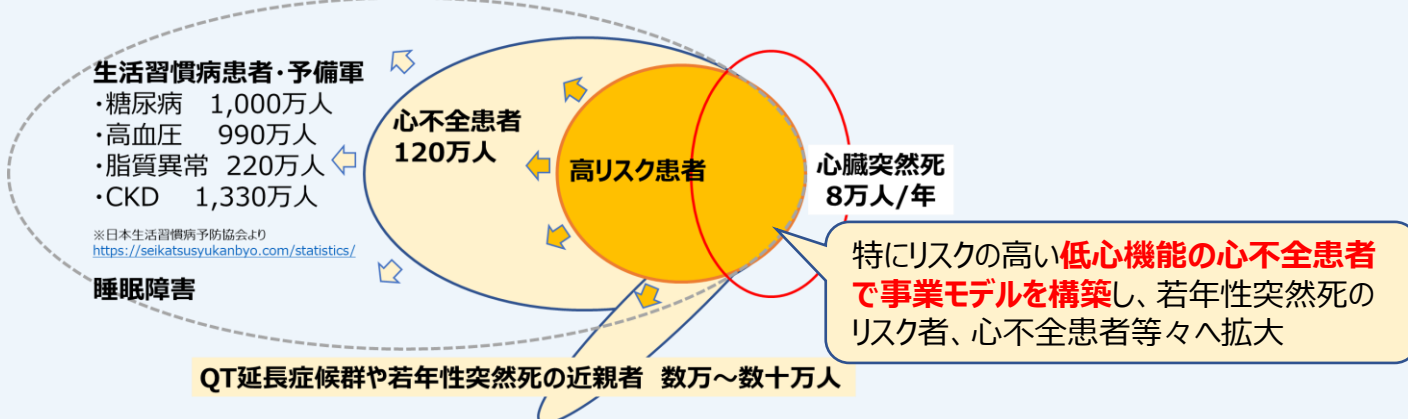 生活習慣病患者・予備軍
・糖尿病 1,000万人
・高血圧 990万人
・脂質異常 220万人
・CKD 1,330万人
※日本生活習慣病予防協会より
https://seikatsusyukanbyo.com/statistics/
睡眠障害
心不全患者
120万人
高リスク患者
心臓突然死
8万人/年
特にリスクの高い低心機能の心不全患者
で事業モデルを構築し、若年性突然死の
リスク者、心不全患者等々へ拡大
QT延長症候群や若年性突然死の近親者 数万~数十万人